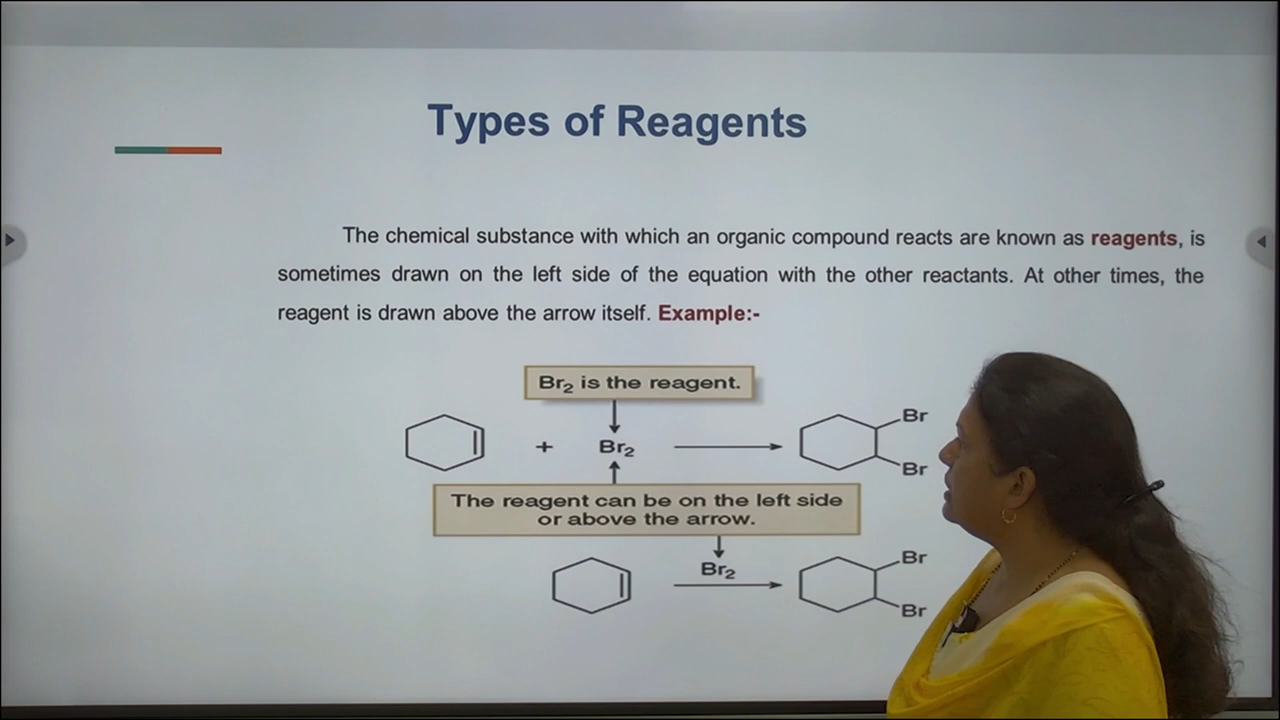 Types of Reagents
The chemical substance with which an organic compound reacts are known as reagents, is
sometimes drawn on the left side of the equation with the other reactants. At other times, the
reagent is drawn above the arrow itself. Example:-
Br₂ is the reagent.
+ Br₂
Br
Br
The reagent can be on the left side
or above the arrow.
Br₂
Br
Br